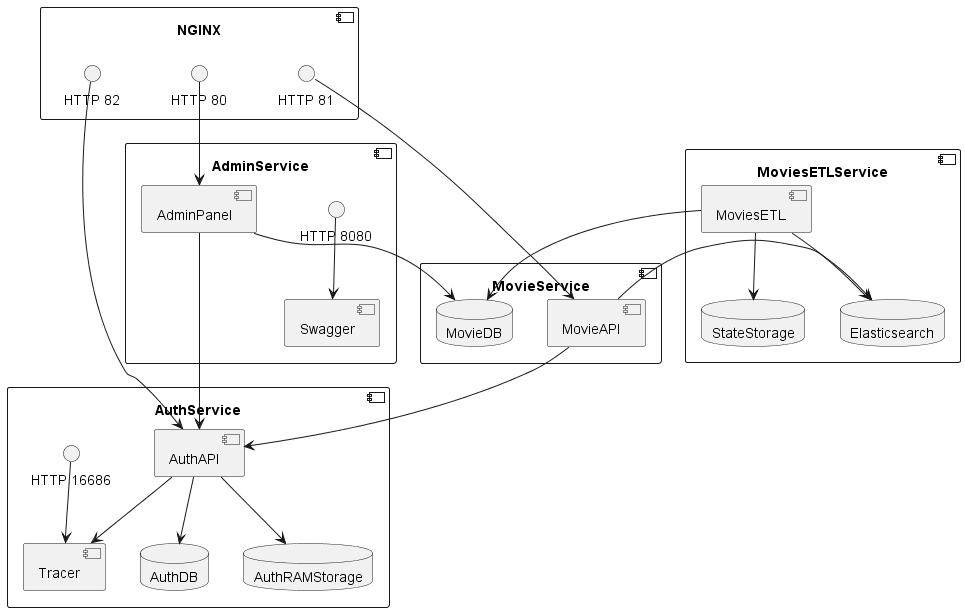 NGINX
HTTP 82
HTTP 80
HTTP 81
AdminService
AdminPanel
HTTP 8080
Swagger
MoviesETLService
MoviesETL
StateStorage
Elasticsearch
MovieService
MovieDB
MovieAPI
AuthService
AuthAPI
HTTP 16686
Tracer
AuthDB
AuthRAMStorage